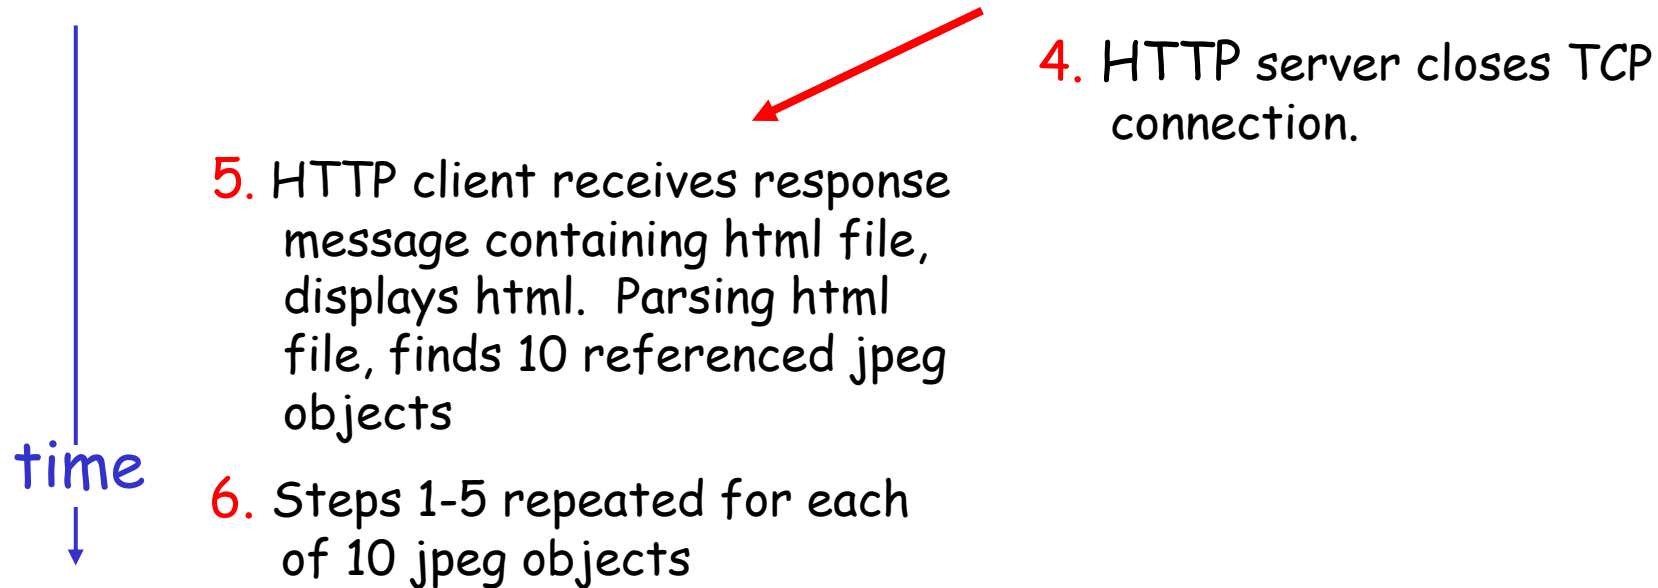 4. HTTP server closes TCP
connection.
5. HTTP client receives response
message containing html file,
displays html. Parsing html
file, finds 10 referenced jpeg
objects
time
6. Steps 1-5 repeated for each
of 10 jpeg objects